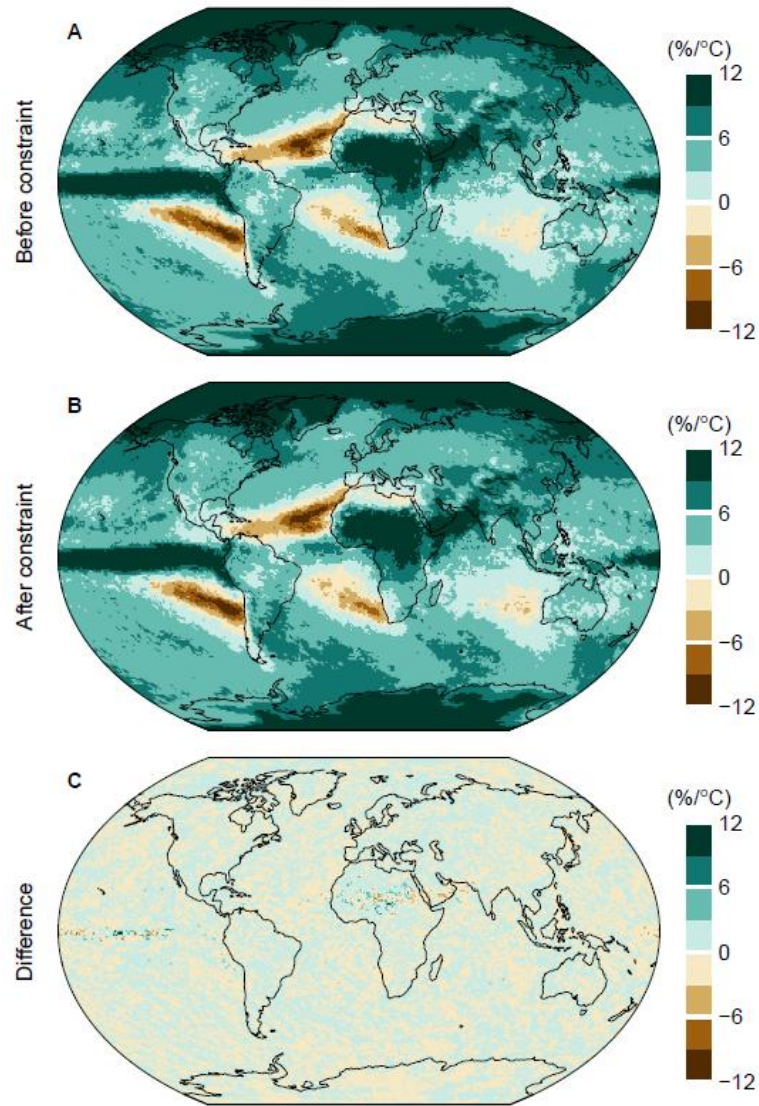 A
Before constraint
(%/°C)
12
6
0
−6
−12
B
After constraint
(%/°C)
12
6
0
−6
−12
C
Difference
(%/°C)
12
6
0
−6
−12